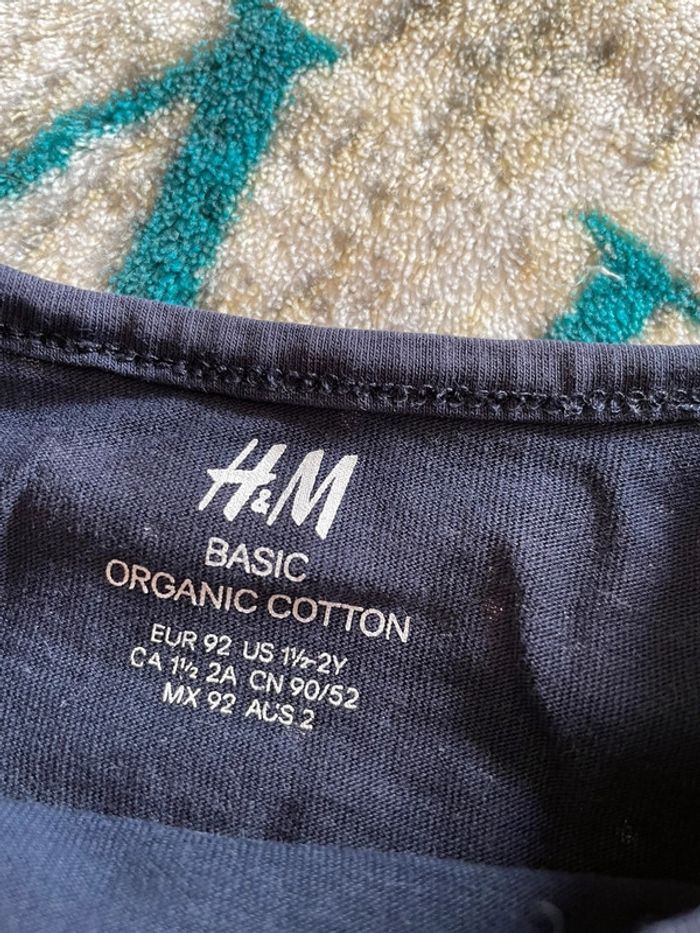 H&M
BASIC
ORGANIC COTTON
EUR 92 US 1½-2Y
CA 1½ 2A CN 90/52
MX 92 AUS 2